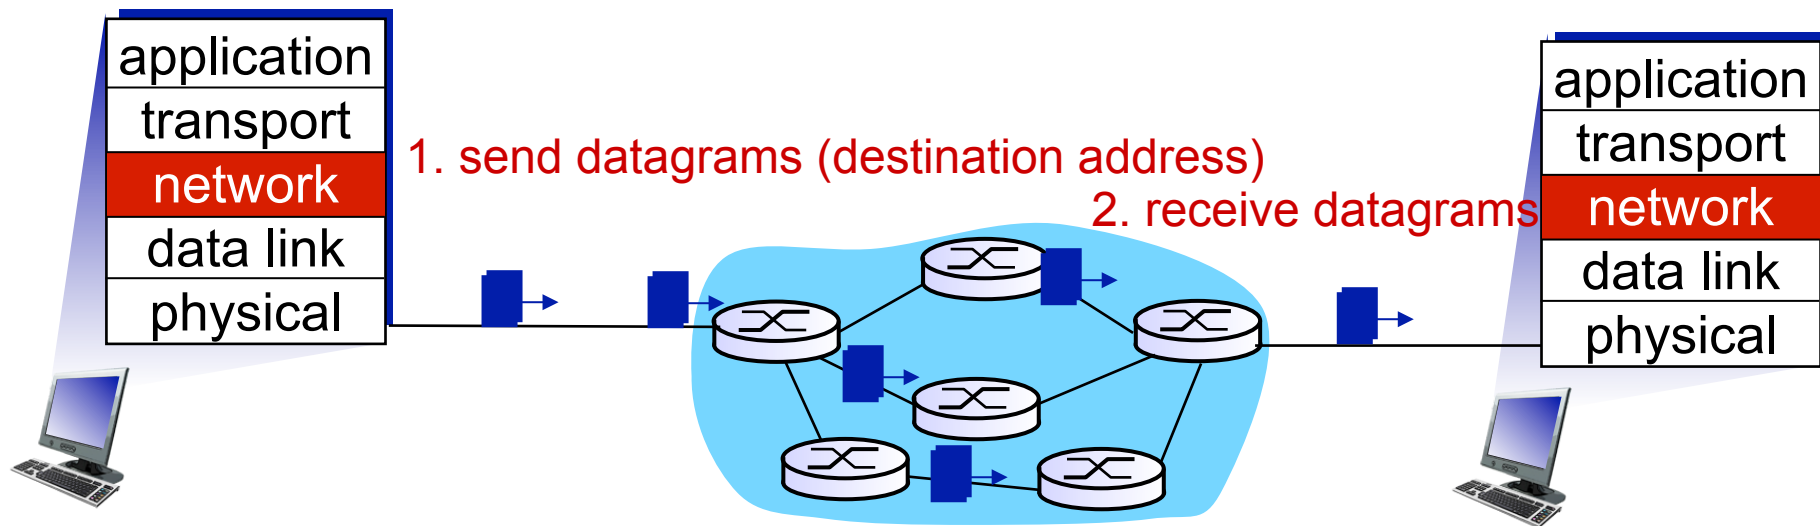 application
transport
network
data link
physical
1. send datagrams (destination address)
2. receive datagrams
application
transport
network
data link
physical